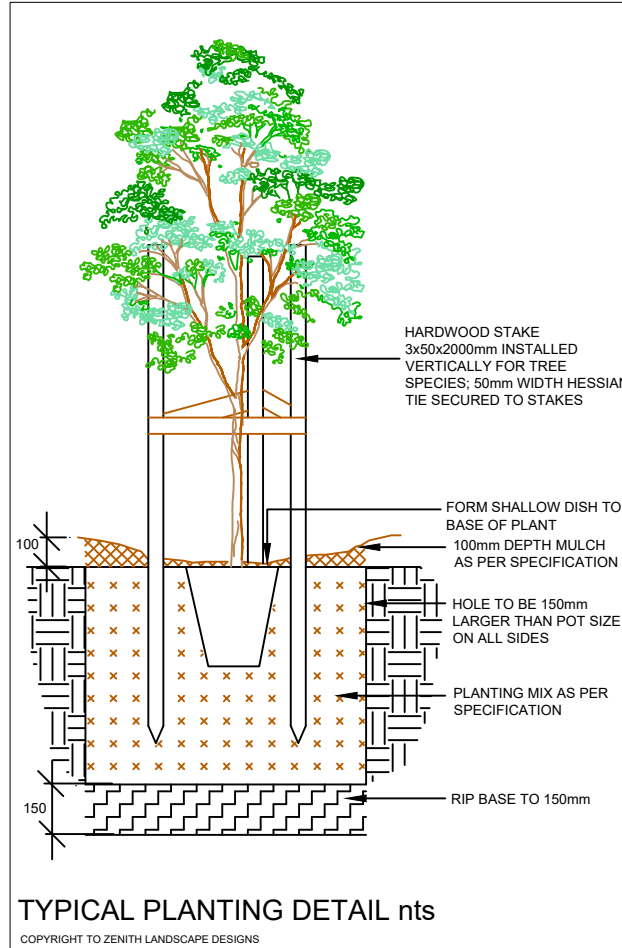 HARDWOOD STAKE
3x50x2000mm INSTALLED
VERTICALLY FOR TREE
SPECIES; 50mm WIDTH HESSIAN
TIE SECURED TO STAKES
FORM SHALLOW DISH TO
BASE OF PLANT
100
100mm DEPTH MULCH
AS PER SPECIFICATION
HOLE TO BE 150mm
LARGER THAN POT SIZE
ON ALL SIDES
PLANTING MIX AS PER
SPECIFICATION
150
RIP BASE TO 150mm
TYPICAL PLANTING DETAIL nts
COPYRIGHT TO ZENITH LANDSCAPE DESIGNS